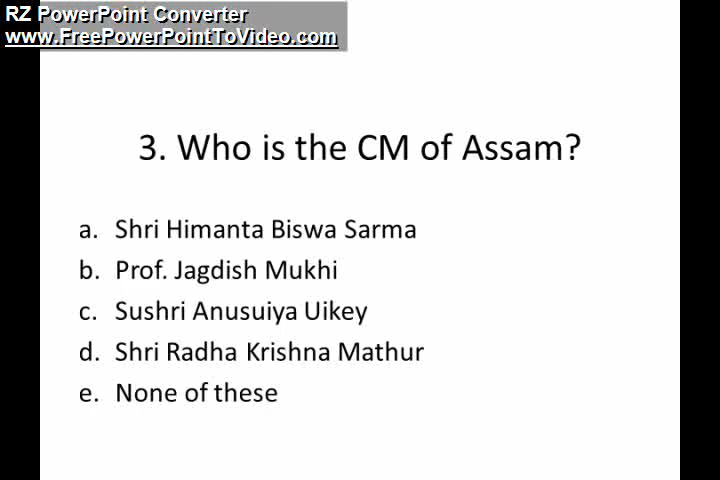 RZ PowerPoint Converter
www.FreePowerPointToVideo.com
3. Who is the CM of Assam?
a. Shri Himanta Biswa Sarma
b. Prof. Jagdish Mukhi
c. Sushri Anusuiya Uikey
d. Shri Radha Krishna Mathur
e. None of these